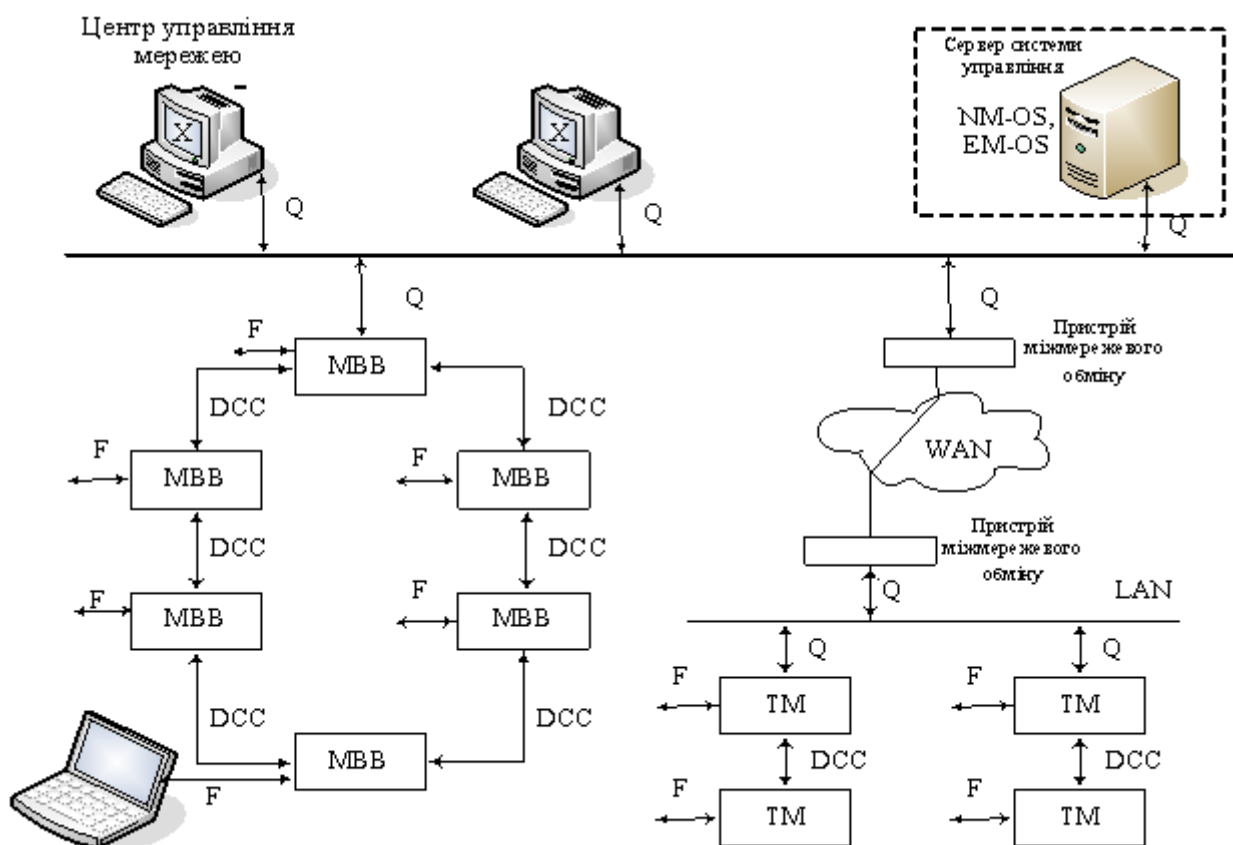 Центр управління
мережею
Сервер системи
управління
NM-OS,
EM-OS
X
X
Q
Q
Q
Q
Q
F
МВВ
Пристрій
міжмережевого
обміну
DCC
DCC
F
МВВ
F
МВВ
WAN
DCC
DCC
Пристрій
міжмережевого
обміну
F
МВВ
F
МВВ
Q
LAN
Q
Q
F
ТМ
F
ТМ
DCC
DCC
МВВ
F
DCC
DCC
F
ТМ
F
ТМ